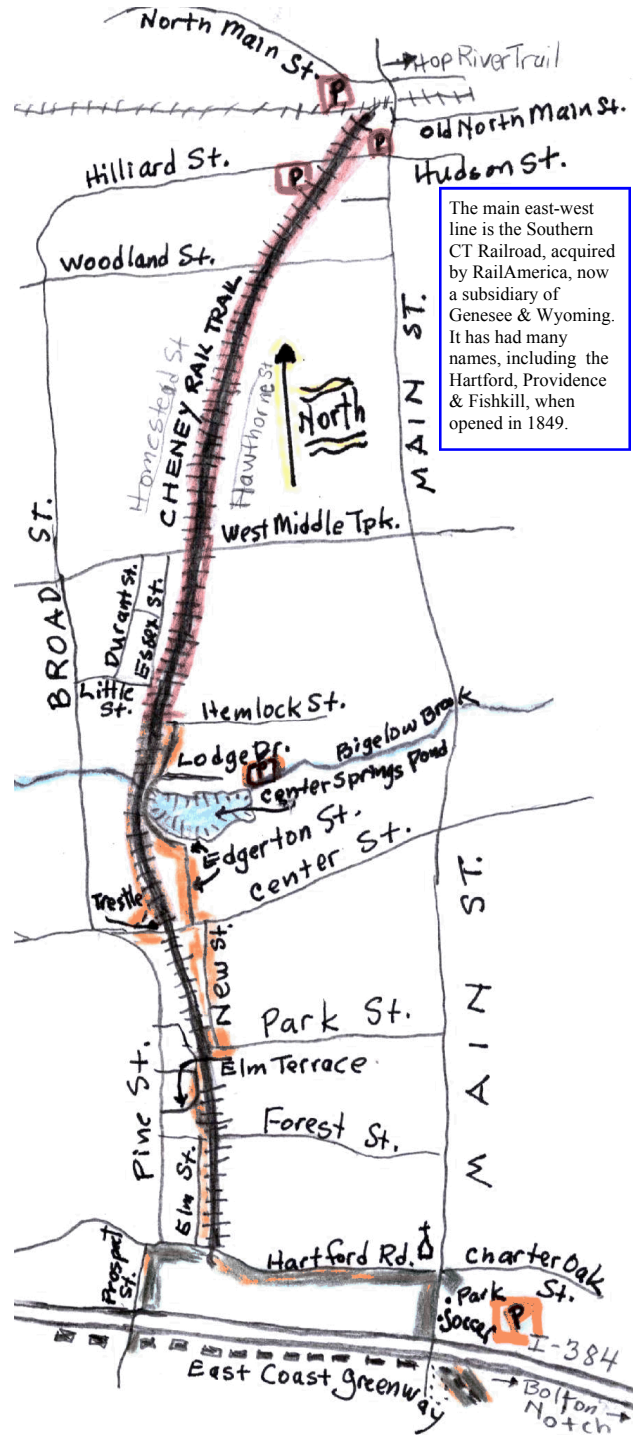 North Main St.
→ Hop River Trail
P
Old North Main St.
P
Hilliard St.
P
Hudson St.
The main east-west
line is the Southern
CT Railroad, acquired
by RailAmerica, now
a subsidiary of
Genesee & Wyoming.
It has had many
names, including the
Hartford, Providence
& Fishkill, when
opened in 1849.
Woodland St.
MAIN ST.
Homestead St
CHENEY RAIL TRAIL
Hawthorne St
North
West Middle Tpk.
BROAD ST.
Durant St.
Essex St.
Little
St.
Hemlock St.
Lodge Dr.
Bigelow Brook
P
Center Springs Pond
Edgerton St.
Center St.
Trestle
New St.
MAIN ST.
Park St.
Elm Terrace
Pine St.
Forest St.
Elm St.
Hartford Rd.
Charter Oak
St.
Prospect
St.
Park
Soccer
P
I-384
East Coast Greenway
→ Bolton
Notch →